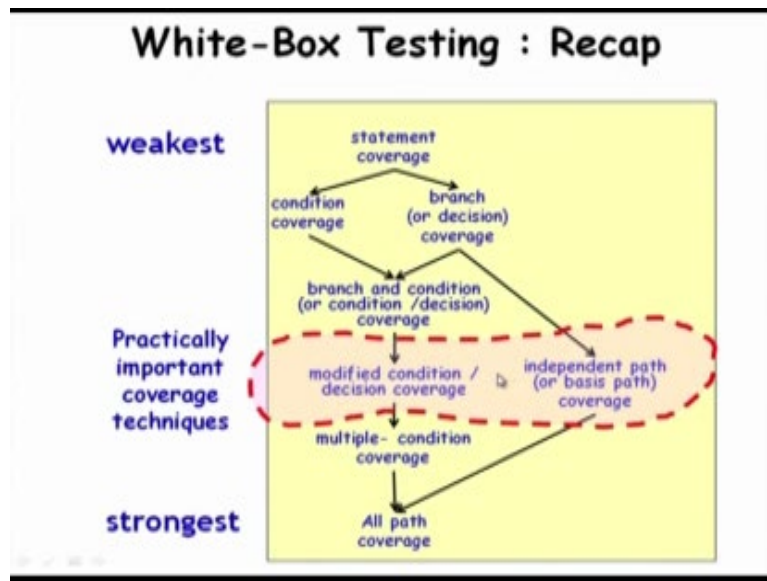 White-Box Testing : Recap
weakest
statement
coverage
condition
coverage
branch
(or decision)
coverage
branch and condition
(or condition /decision)
coverage
Practically
important
coverage
techniques
modified condition /
decision coverage
independent path
(or basis path)
coverage
multiple- condition
coverage
strongest
All path
coverage